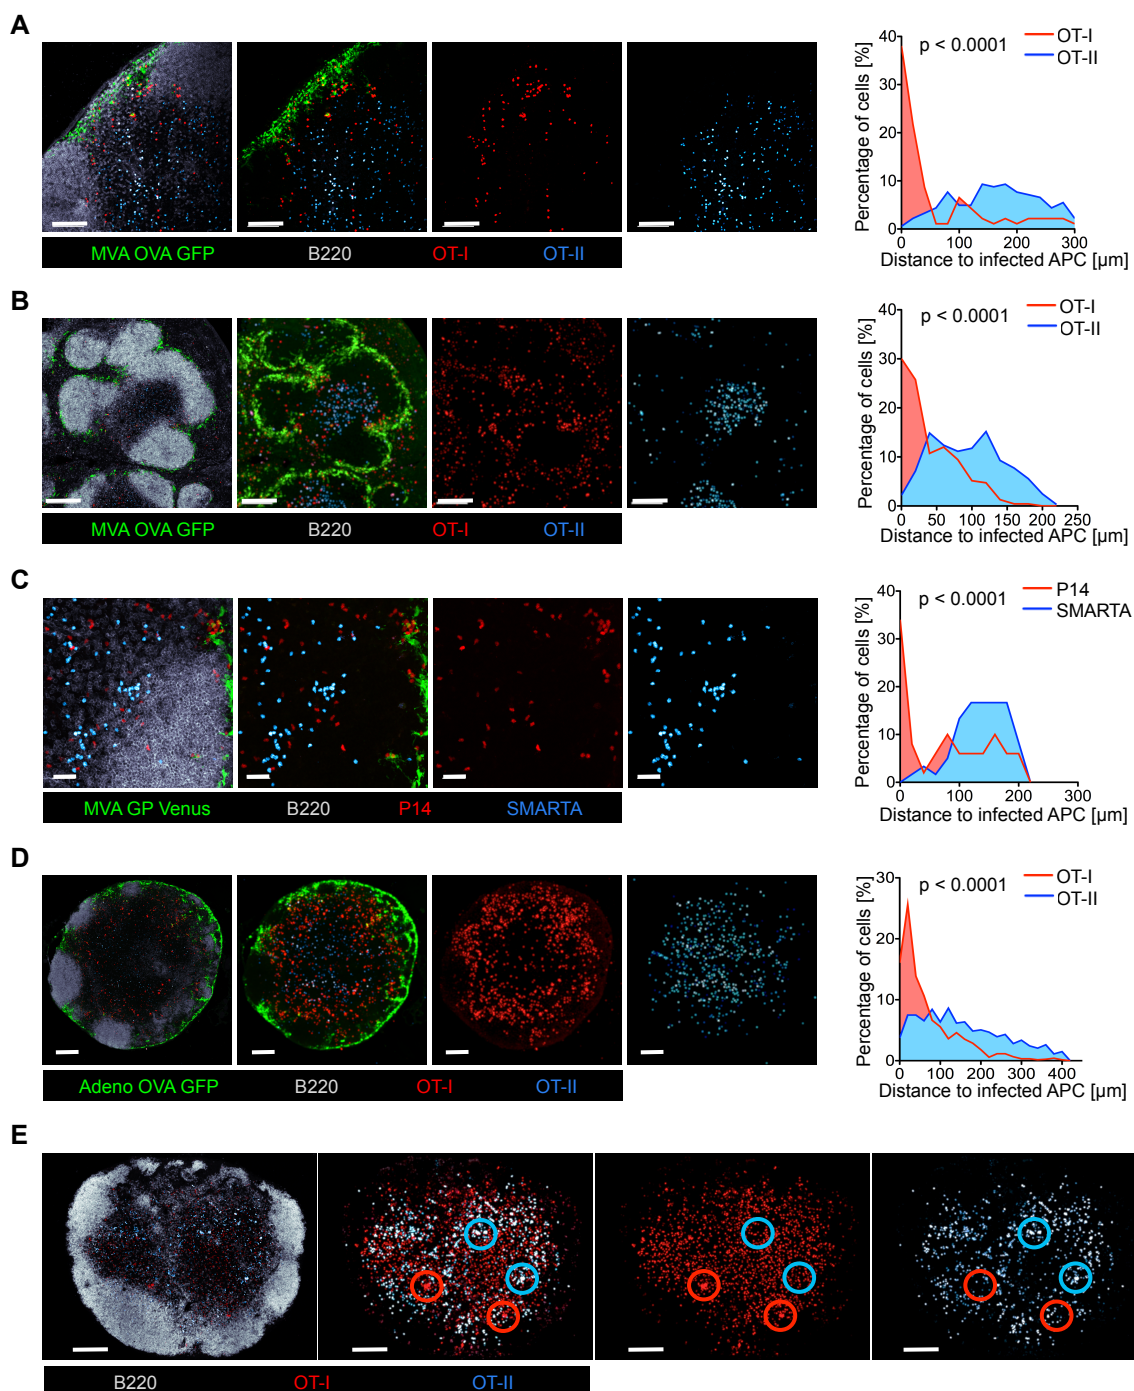 A
40
30
20
10
0
Percentage of cells [%]
p < 0.0001
OT-I
OT-II
0 100 200 300
Distance to infected APC [µm]
MVA OVA GFP B220 OT-I OT-II
B
40
30
20
10
0
Percentage of cells [%]
p < 0.0001
OT-I
OT-II
0 50 100 150 200 250
Distance to infected APC [µm]
MVA OVA GFP B220 OT-I OT-II
C
40
30
20
10
0
Percentage of cells [%]
p < 0.0001
P14
SMARTA
0 100 200 300
Distance to infected APC [µm]
MVA GP Venus B220 P14 SMARTA
D
30
20
10
0
Percentage of cells [%]
p < 0.0001
OT-I
OT-II
0 100 200 300 400
Distance to infected APC [µm]
Adeno OVA GFP B220 OT-I OT-II
E
B220 OT-I OT-II